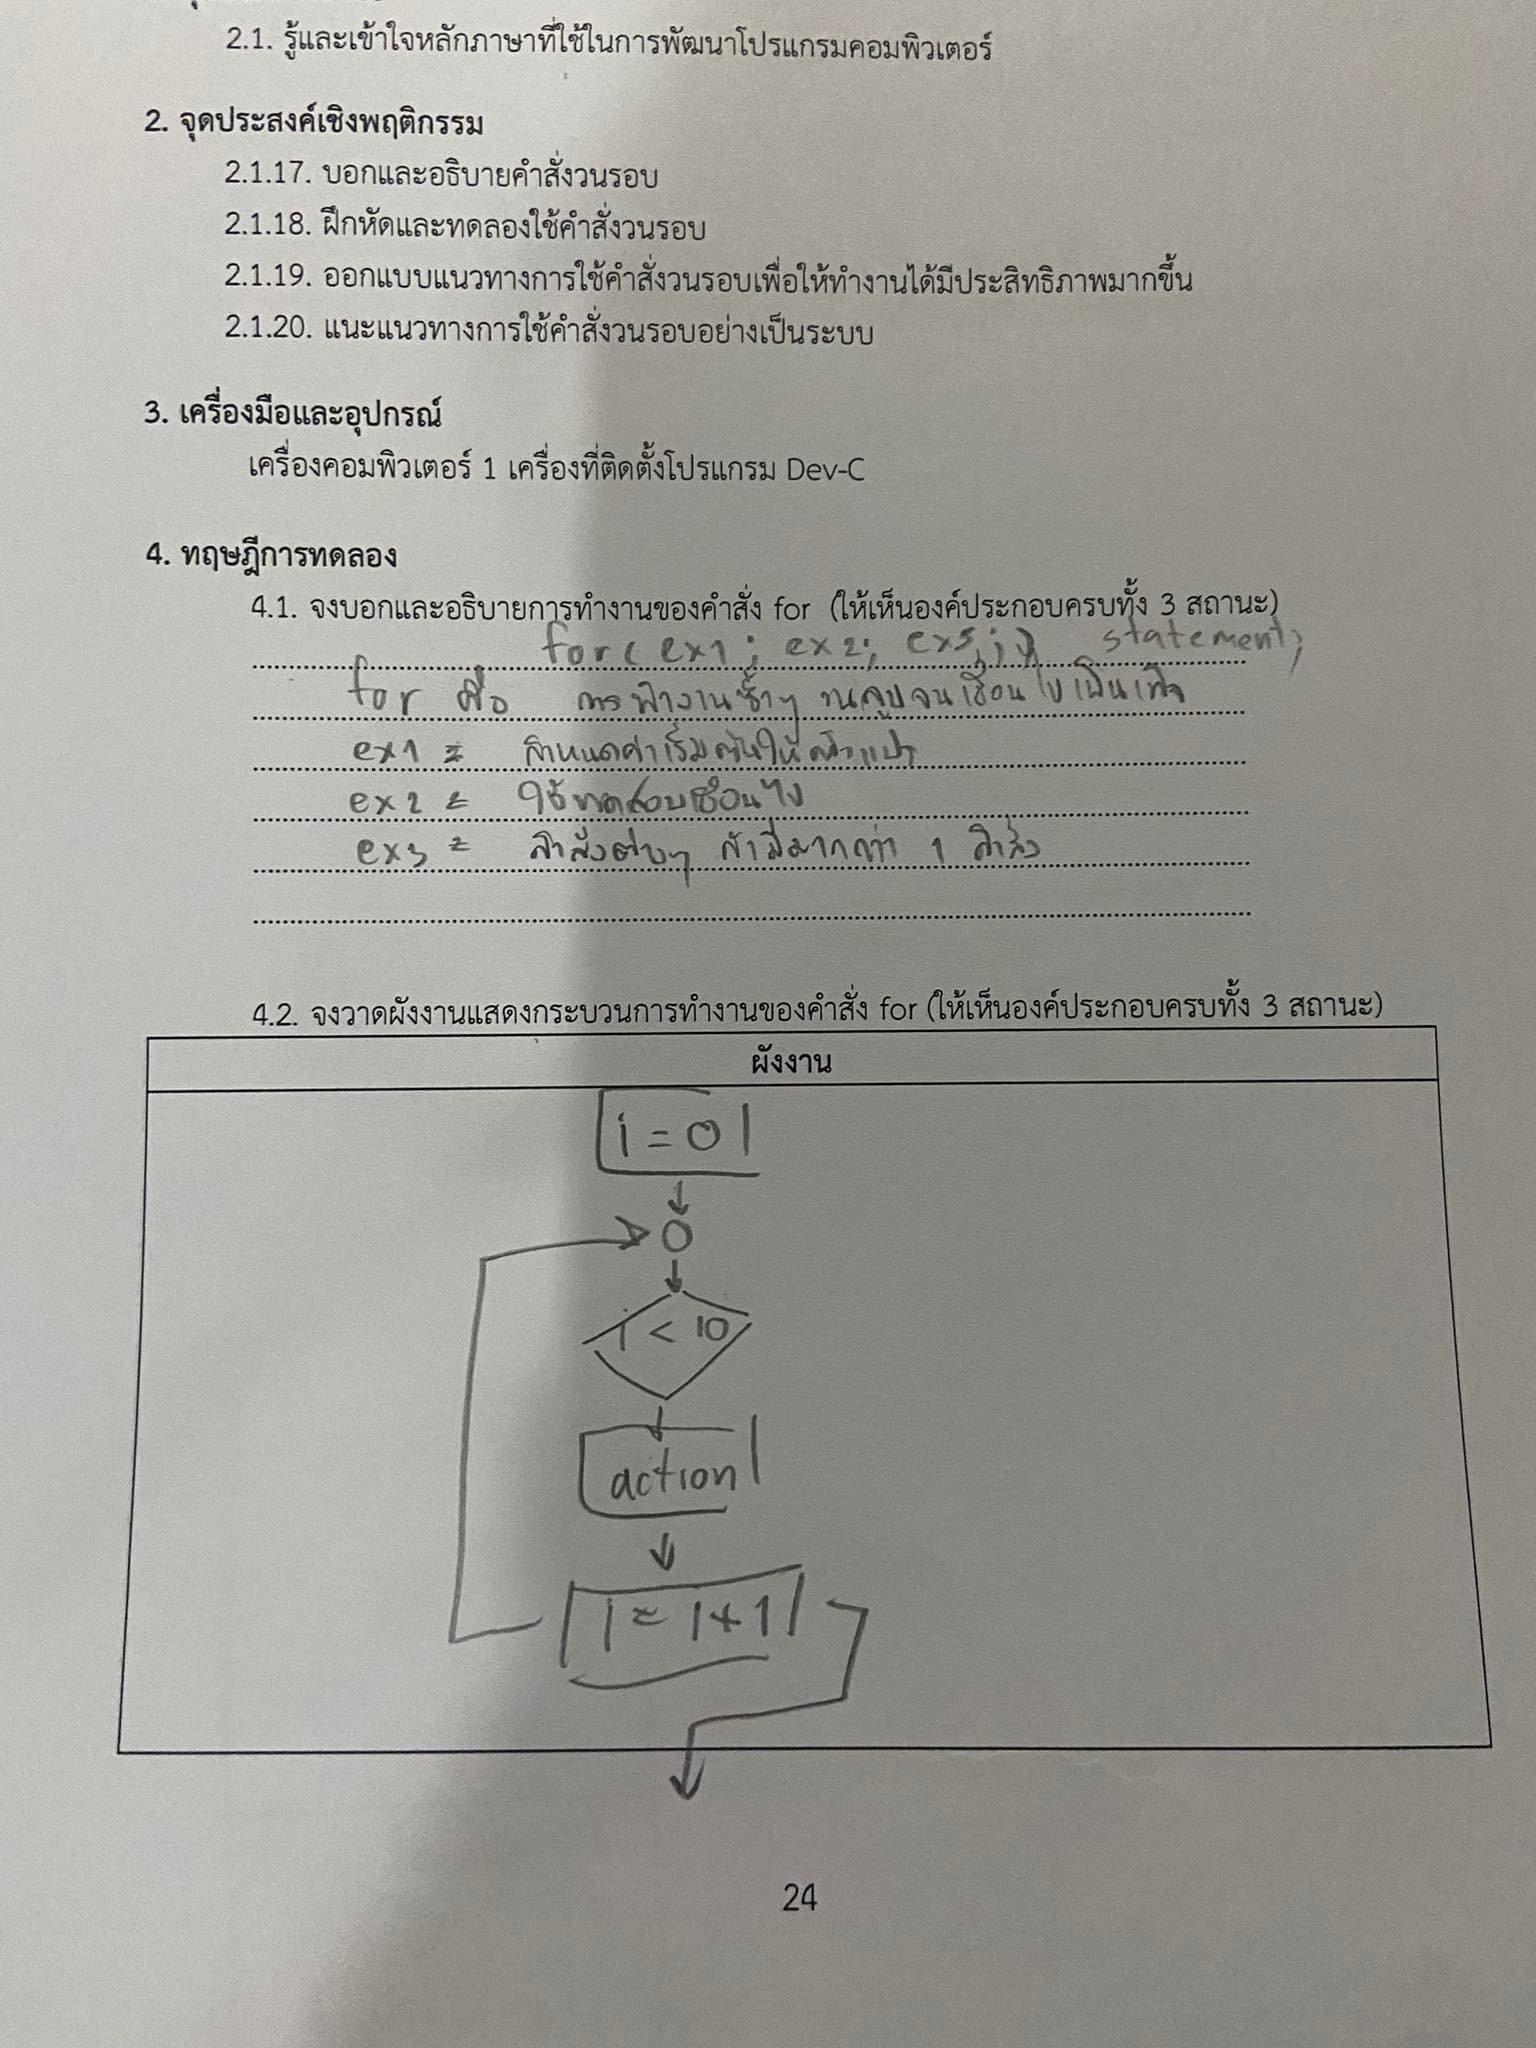 2.1. รู้และเข้าใจหลักภาษาที่ใช้ในการพัฒนาโปรแกรมคอมพิวเตอร์
2. จุดประสงค์เชิงพฤติกรรม
2.1.17. บอกและอธิบายคำสั่งวนรอบ
2.1.18. ฝึกหัดและทดลองใช้คำสั่งวนรอบ
2.1.19. ออกแบบแนวทางการใช้คำสั่งวนรอบเพื่อให้ทำงานได้มีประสิทธิภาพมากขึ้น
2.1.20. แนะแนวทางการใช้คำสั่งวนรอบอย่างเป็นระบบ
3. เครื่องมือและอุปกรณ์
เครื่องคอมพิวเตอร์ 1 เครื่องที่ติดตั้งโปรแกรม Dev-C
4. ทฤษฎีการทดลอง
4.1. จงบอกและอธิบายการทำงานของคำสั่ง for (ให้เห็นองค์ประกอบครบทั้ง 3 สถานะ)
for ( ex1 ; ex2; ex3; ) statement;
for คือ การทำงานซ้ำๆ วนลูปจนเงื่อนไขเป็นเท็จ
ex1 = กำหนดค่าเริ่มต้นให้ตัวแปร
ex2 = ใช้ทดสอบเงื่อนไข
ex3 = คำสั่งต่างๆ ถ้ามีมากกว่า 1 คำสั่ง
4.2. จงวาดผังงานแสดงกระบวนการทำงานของคำสั่ง for (ให้เห็นองค์ประกอบครบทั้ง 3 สถานะ)
ผังงาน
i = 0
i < 10
action
i = i+1
24